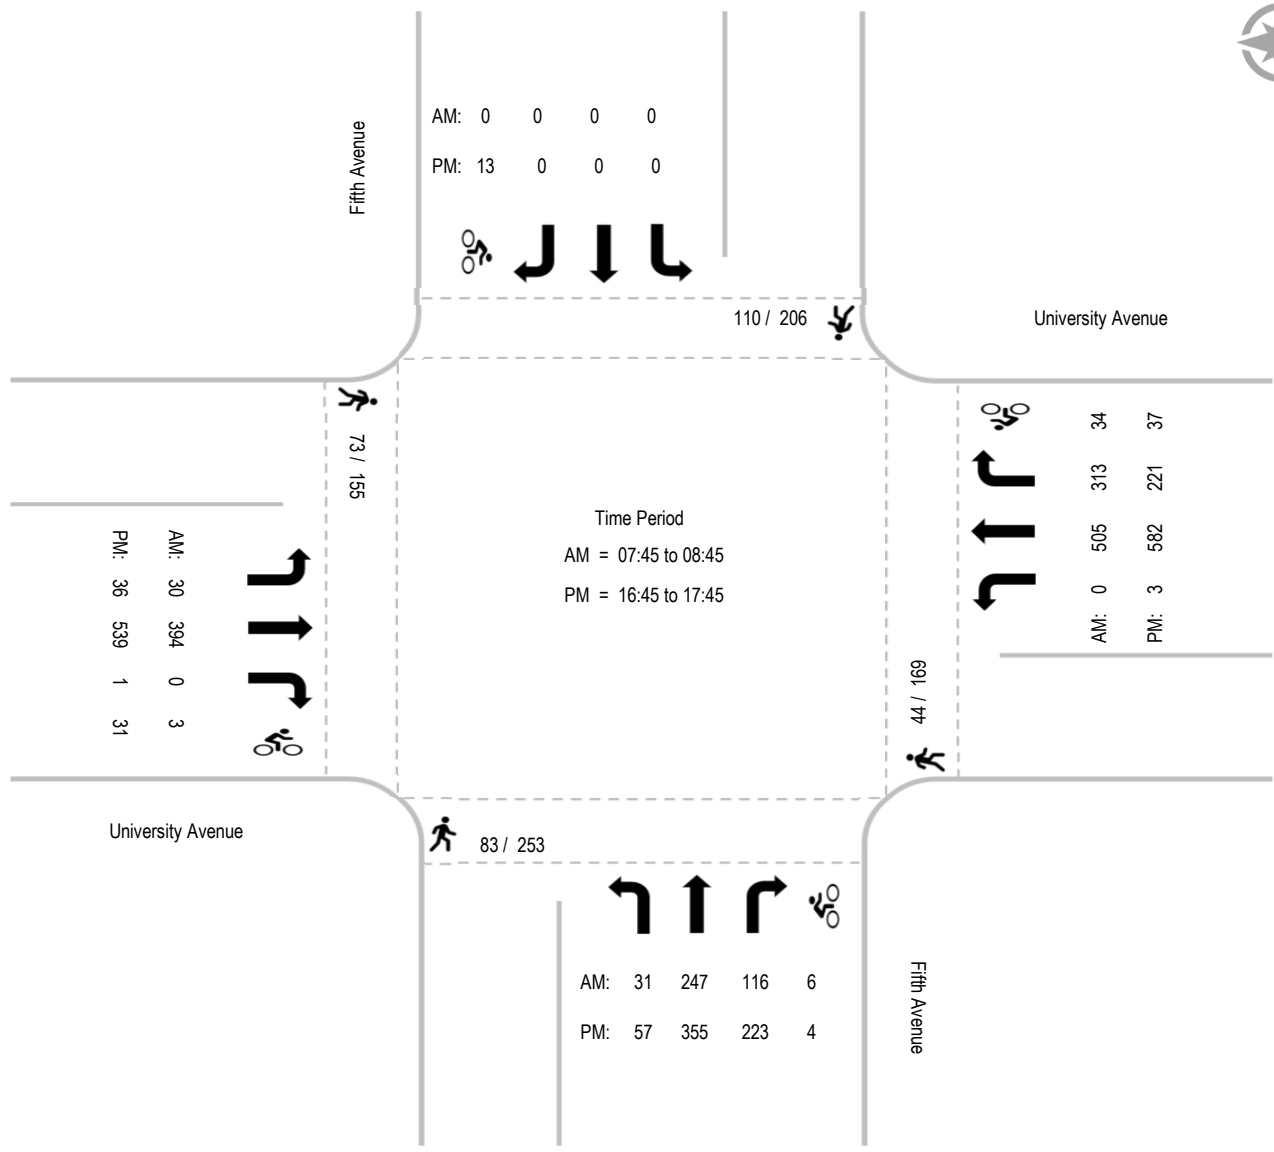 AM: 0 0 0 0
PM: 13 0 0 0
Fifth Avenue
110 / 206
University Avenue
73 / 155
34 37
313 221
505 582
AM: 0 PM: 3
Time Period
AM = 07:45 to 08:45
PM = 16:45 to 17:45
AM: 30 394 0 3
PM: 36 539 1 31
44 / 169
University Avenue
83 / 253
AM: 31 247 116 6
PM: 57 355 223 4
Fifth Avenue